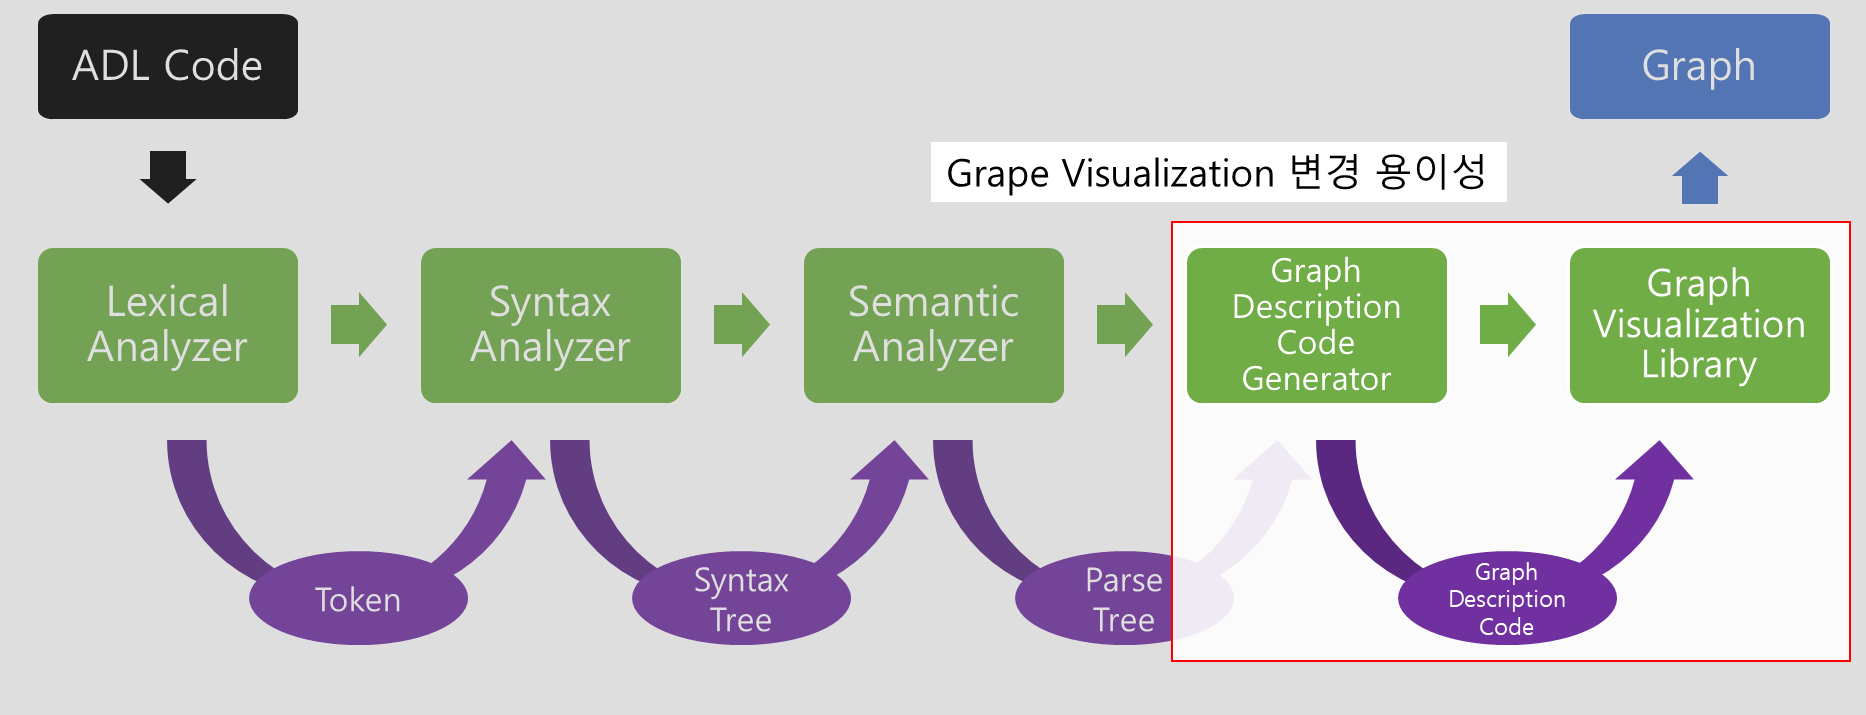 ADL Code
Graph
Grape Visualization 변경 용이성
Lexical
Analyzer
Syntax
Analyzer
Semantic
Analyzer
Graph
Description
Code
Generator
Graph
Visualization
Library
Token
Syntax
Tree
Parse
Tree
Graph
Description
Code